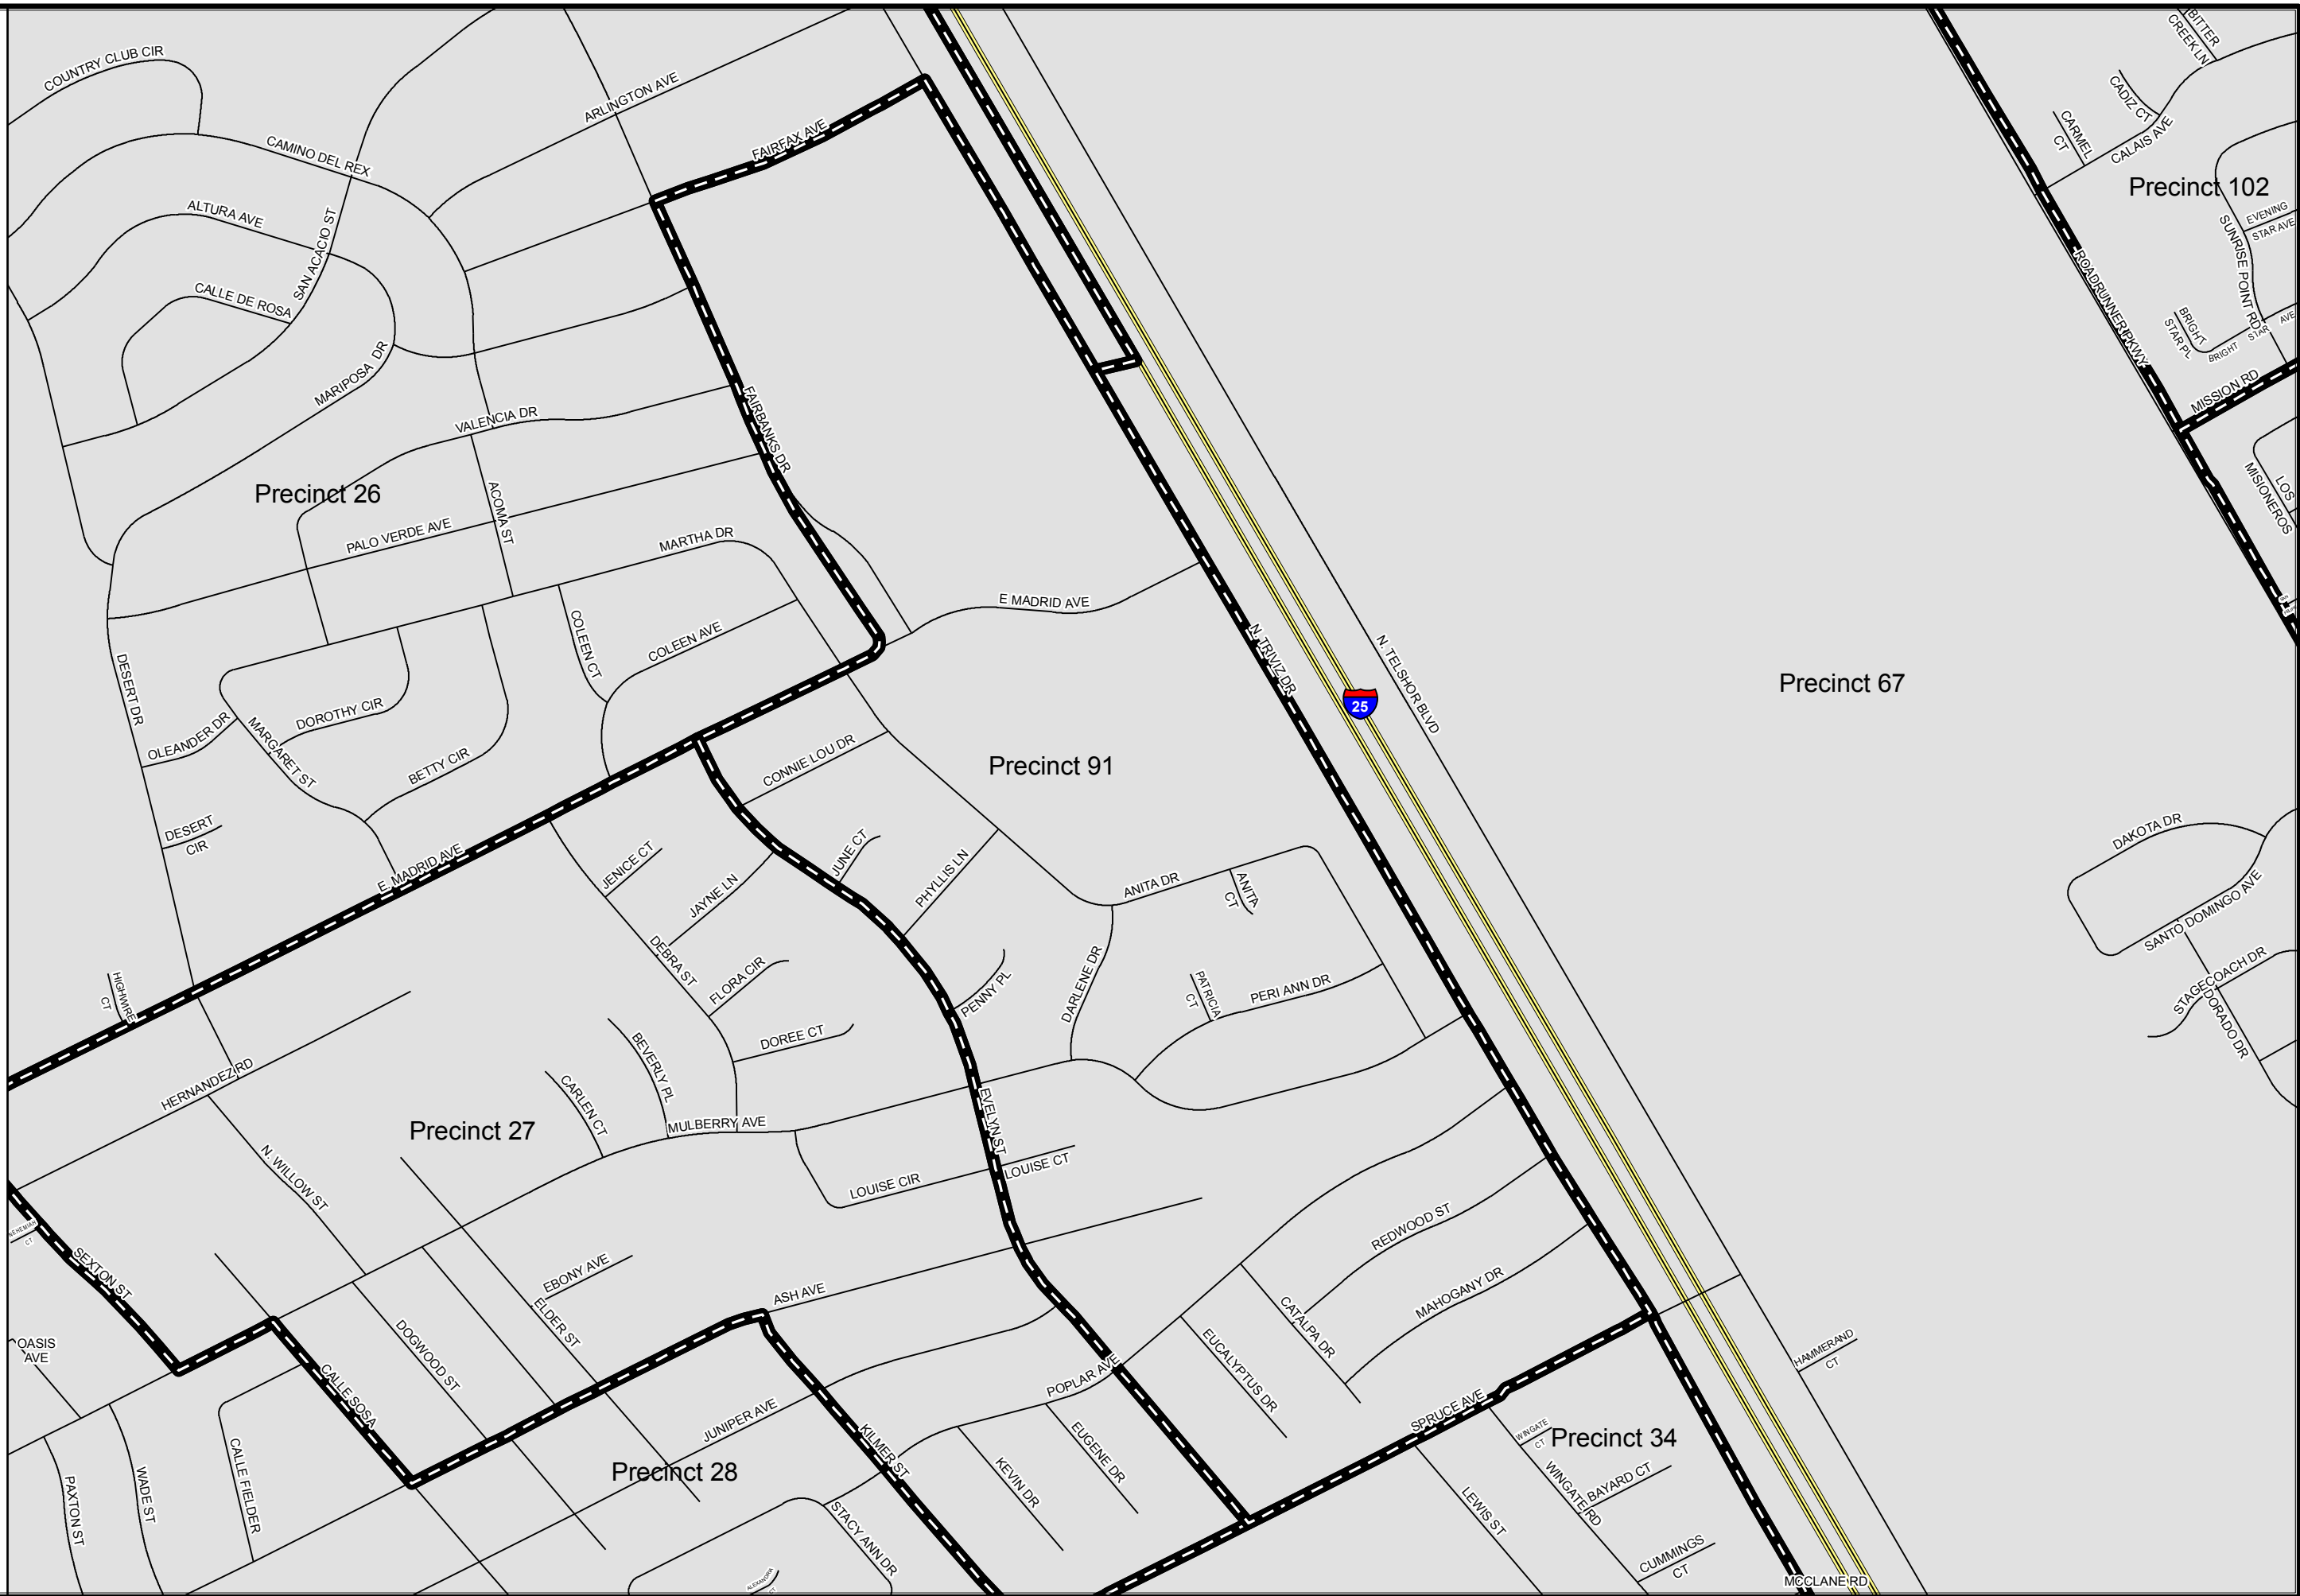 COUNTRY CLUB CIR
BITTER
CREEK LN
ARLINGTON AVE
CADIZ CT
CARMEL
CT
CALAIS AVE
FAIRFAX AVE
CAMINO DEL REX
Precinct 102
ALTURA AVE
SAN ACACIO ST
EVENING
STAR AVE
SUNRISE POINT RD
CALLE DE ROSA
ROADRUNNER PKWY
BRIGHT
STAR PL
BRIGHT STAR AVE
MARIPOSA DR
MISSION RD
VALENCIA DR
FAIRBANKS DR
LOS
MISIONEROS
Precinct 26
ACOMA ST
PALO VERDE AVE
MARTHA DR
E MADRID AVE
COLEEN CT
COLEEN AVE
DESERT DR
N. TRIVIZ DR
N. TELSHOR BLVD
25
Precinct 67
OLEANDER DR
DOROTHY CIR
MARGARET ST
BETTY CIR
CONNIE LOU DR
Precinct 91
DESERT
CIR
E. MADRID AVE
JENICE CT
JUNE CT
JAYNE LN
PHYLLIS LN
ANITA DR
ANITA
CT
DAKOTA DR
SANTO DOMINGO AVE
DEBRA ST
FLORA CIR
PENNY PL
DARLENE DR
PATRICIA
CT
PERI ANN DR
STAGECOACH DR
DORADO DR
HIGHWIRE
CT
DOREE CT
BEVERLY PL
CARLEN CT
HERNANDEZ RD
Precinct 27
MULBERRY AVE
EVELYN ST
LOUISE CIR
LOUISE CT
N. WILLOW ST
NEHEMIAH
CT
SEXTON ST
EBONY AVE
ELDER ST
ASH AVE
REDWOOD ST
MAHOGANY DR
CATALPA DR
OASIS
AVE
DOGWOOD ST
EUCALYPTUS DR
HAMMERAND
CT
CALLE SOSA
POPLAR AVE
JUNIPER AVE
SPRUCE AVE
KILMER ST
EUGENE DR
WINGATE
CT
Precinct 34
CALLE FIELDER
WADE ST
PAXTON ST
Precinct 28
KEVIN DR
LEWIS ST
WINGATE RD
BAYARD CT
STACY ANN DR
CUMMINGS
CT
ALEXANDRA
CT
MCCLANE RD